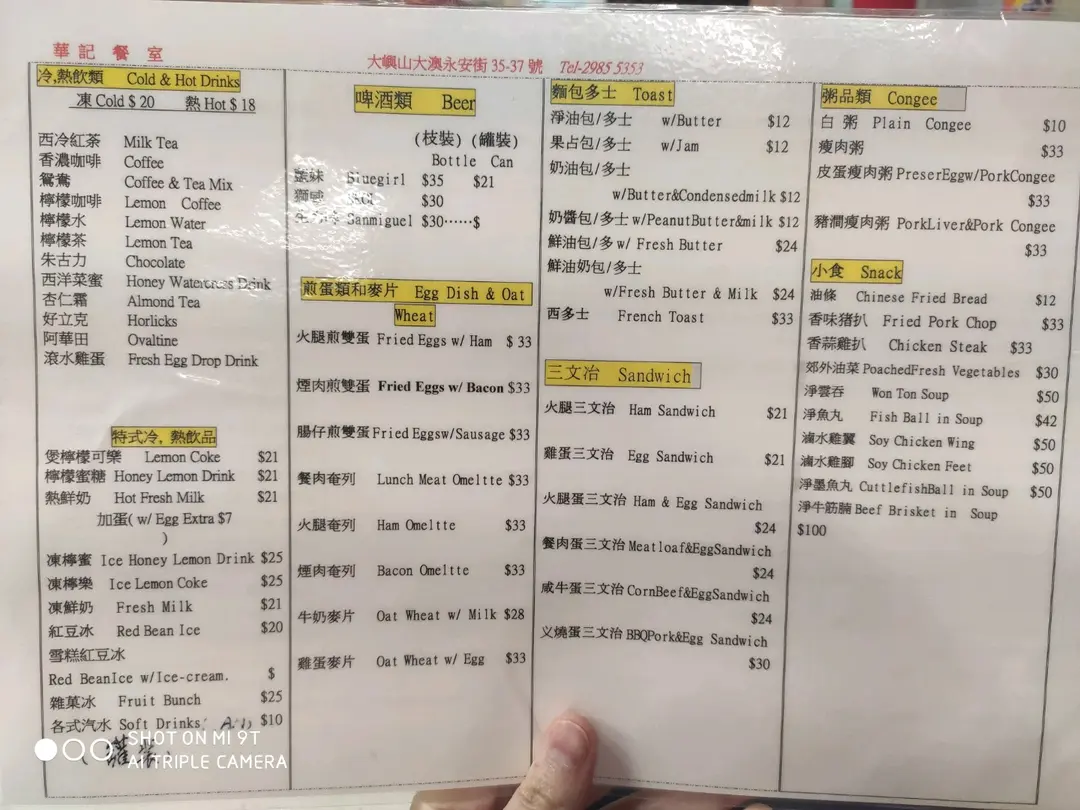 華記餐室
大嶼山大澳永安街 35-37 號 Tel-2985 5353
冷,熱飲類 Cold & Hot Drinks
凍 Cold $ 20 熱 Hot $ 18
西冷紅茶 Milk Tea
香濃咖啡 Coffee
鴛鴦 Coffee & Tea Mix
檸檬咖啡 Lemon Coffee
檸檬水 Lemon Water
檸檬茶 Lemon Tea
朱古力 Chocolate
西洋菜蜜 Honey Watercress Drink
杏仁霜 Almond Tea
好立克 Horlicks
阿華田 Ovaltine
滾水雞蛋 Fresh Egg Drop Drink
特式冷, 熱飲品
煲檸檬可樂 Lemon Coke $21
檸檬蜜糖 Honey Lemon Drink $21
熱鮮奶 Hot Fresh Milk $21
加蛋( w/ Egg Extra $7
)
凍檸蜜 Ice Honey Lemon Drink $25
凍檸樂 Ice Lemon Coke $25
凍鮮奶 Fresh Milk $21
紅豆冰 Red Bean Ice $20
雪糕紅豆冰
Red BeanIce w/Ice-cream. $
雜菓冰 Fruit Bunch $25
各式汽水 Soft Drinks $10
罐裝
啤酒類 Beer
(枝裝) (罐裝)
Bottle Can
Bluegirl $35 $21
$30
Sanmiguel $30⋯⋯$
煎蛋類和麥片 Egg Dish & Oat
Wheat
火腿煎雙蛋 Fried Eggs w/ Ham $ 33
煙肉煎雙蛋 Fried Eggs w/ Bacon $33
腸仔煎雙蛋 Fried Eggsw/Sausage $33
餐肉奄列 Lunch Meat Omeltte $33
火腿奄列 Ham Omeltte $33
煙肉奄列 Bacon Omeltte $33
牛奶麥片 Oat Wheat w/ Milk $28
雞蛋麥片 Oat Wheat w/ Egg $33
麵包多士 Toast
淨油包/多士 w/Butter $12
果占包/多士 w/Jam $12
奶油包/多士
w/Butter&Condensedmilk $12
奶醬包/多士 w/PeanutButter&milk $12
鮮油包/多 w/ Fresh Butter $24
鮮油奶包/多士
w/Fresh Butter & Milk $24
西多士 French Toast $33
三文治 Sandwich
火腿三文治 Ham Sandwich $21
雞蛋三文治 Egg Sandwich $21
火腿蛋三文治 Ham & Egg Sandwich
$24
餐肉蛋三文治 Meatloaf&EggSandwich
$24
咸牛蛋三文治 CornBeef&EggSandwich
$24
义燒蛋三文治 BBQPork&Egg Sandwich
$30
粥品類 Congee
白 粥 Plain Congee $10
瘦肉粥 $33
皮蛋瘦肉粥 PreserEggw/PorkCongee
$33
豬潤瘦肉粥 PorkLiver&Pork Congee
$33
小食 Snack
油條 Chinese Fried Bread $12
香味豬扒 Fried Pork Chop $33
香蒜雞扒 Chicken Steak $33
郊外油菜 PoachedFresh Vegetables $30
淨雲吞 Won Ton Soup $50
淨魚丸 Fish Ball in Soup $42
滷水雞翼 Soy Chicken Wing $50
滷水雞腳 Soy Chicken Feet $50
淨墨魚丸 CuttlefishBall in Soup $50
淨牛筋腩 Beef Brisket in Soup
$100
SHOT ON MI 9T
AI TRIPLE CAMERA